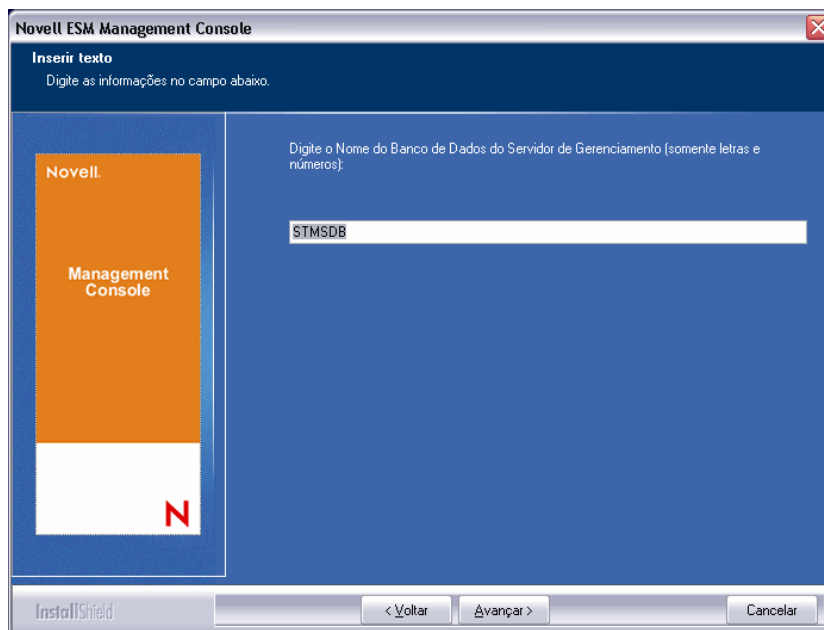 Novell ESM Management Console
Inserir texto
Digite as informações no campo abaixo.
Novell.
Management
Console
N
Digite o Nome do Banco de Dados do Servidor de Gerenciamento (somente letras e
números):
STMSDB
InstallShield
< Voltar
Avançar >
Cancelar